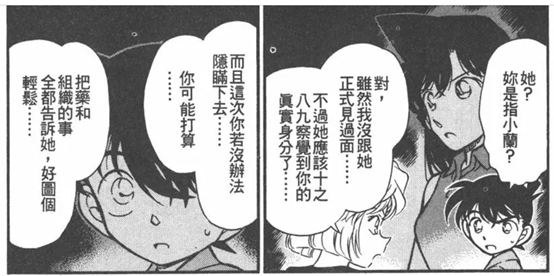 她?
妳是指小蘭?
對,
雖然我沒跟她
正式見過面……
不過她應該十之
八九察覺到你的
真實身分了……
而且這次你若沒辦法
隱瞞下去……
你可能打算
……
把藥和
組織的事
全都告訴她,好圖個
輕鬆……